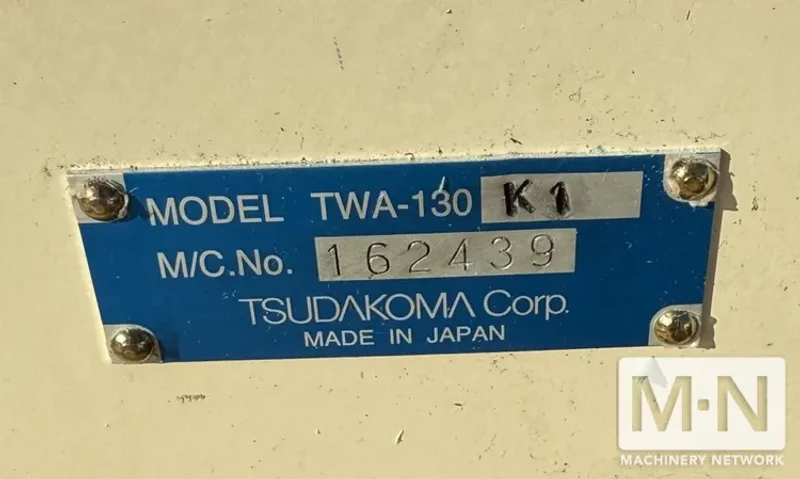 MODEL TWA-130 K1
M/C.No. 162439
TSUDAKOMA Corp.
MADE IN JAPAN
M·N
MACHINERY NETWORK